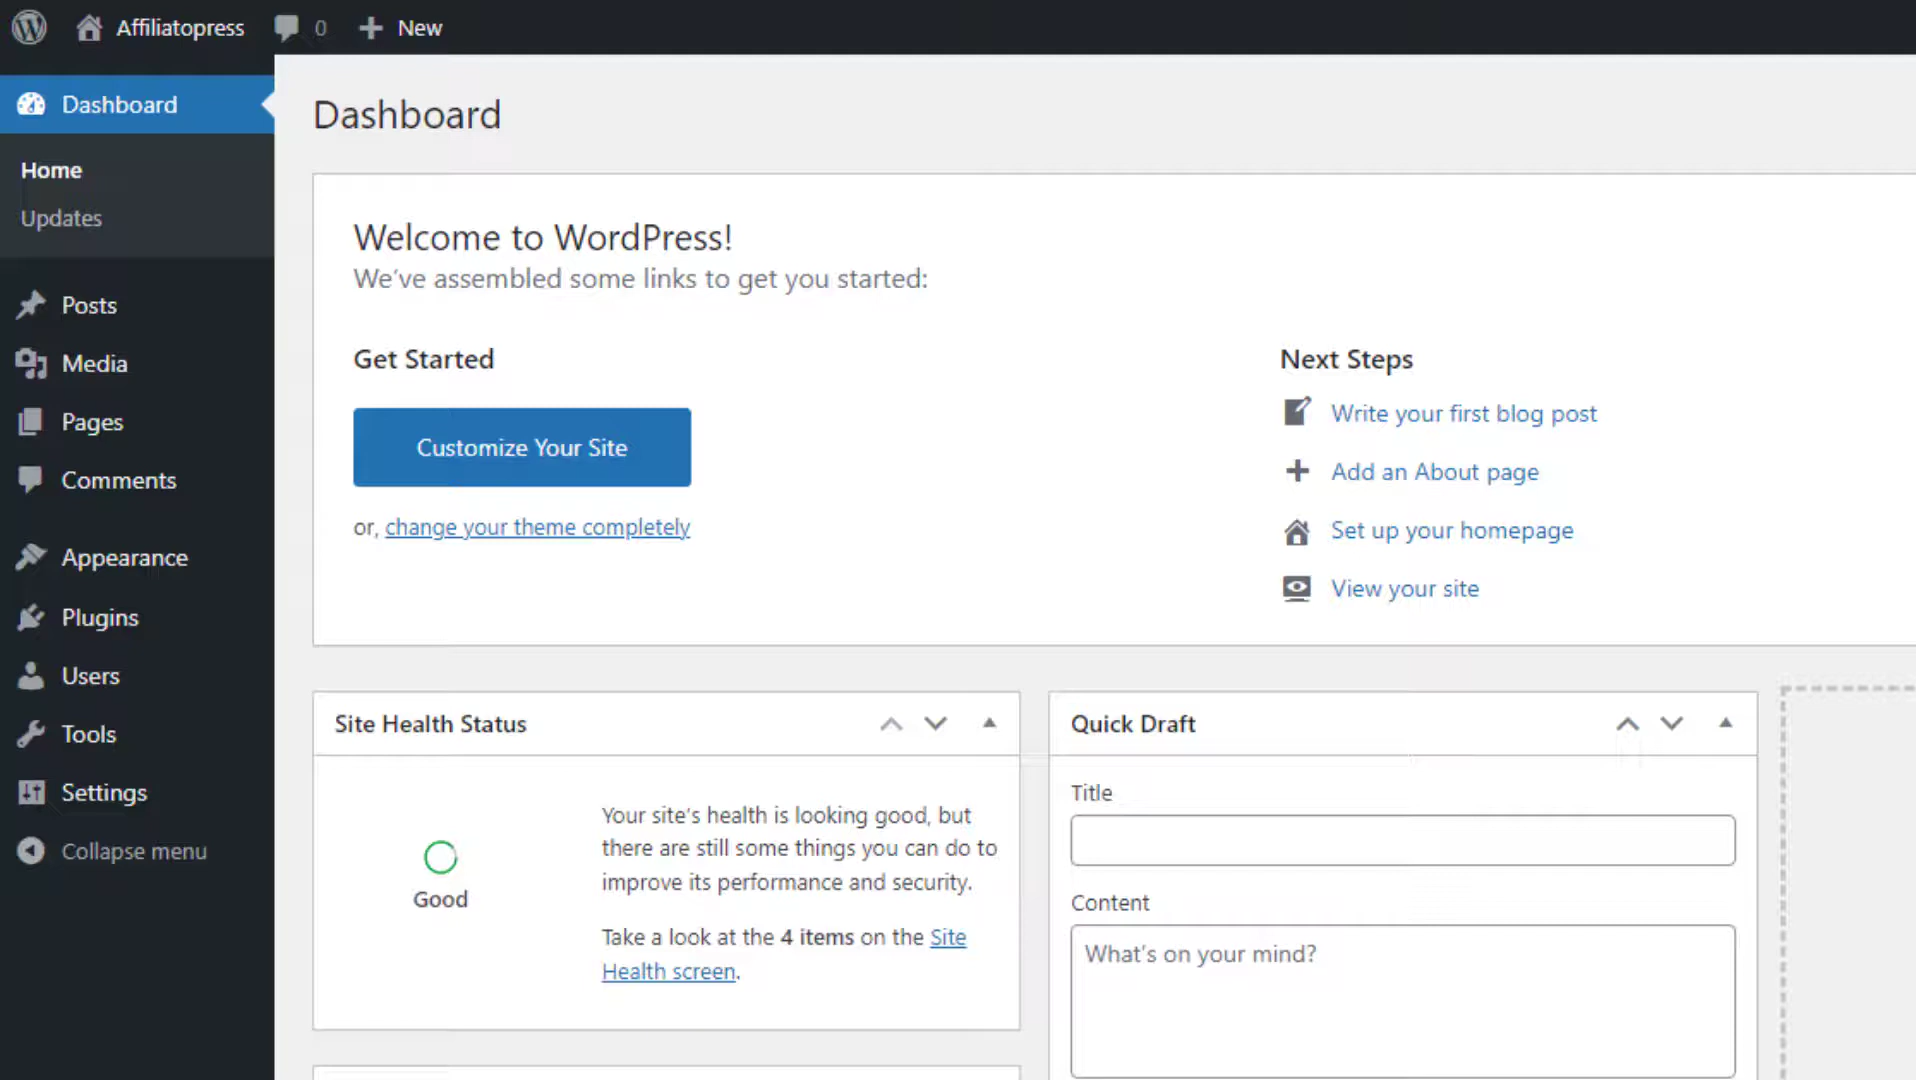 Affiliatopress 0 New
Dashboard
Home
Updates
Posts
Media
Pages
Comments
Appearance
Plugins
Users
Tools
Settings
Collapse menu
Dashboard
Welcome to WordPress!
We've assembled some links to get you started:
Get Started
Customize Your Site
or, change your theme completely
Next Steps
Write your first blog post
Add an About page
Set up your homepage
View your site
Site Health Status
Good
Your site's health is looking good, but
there are still some things you can do to
improve its performance and security.
Take a look at the 4 items on the Site
Health screen.
Quick Draft
Title
Content
What's on your mind?